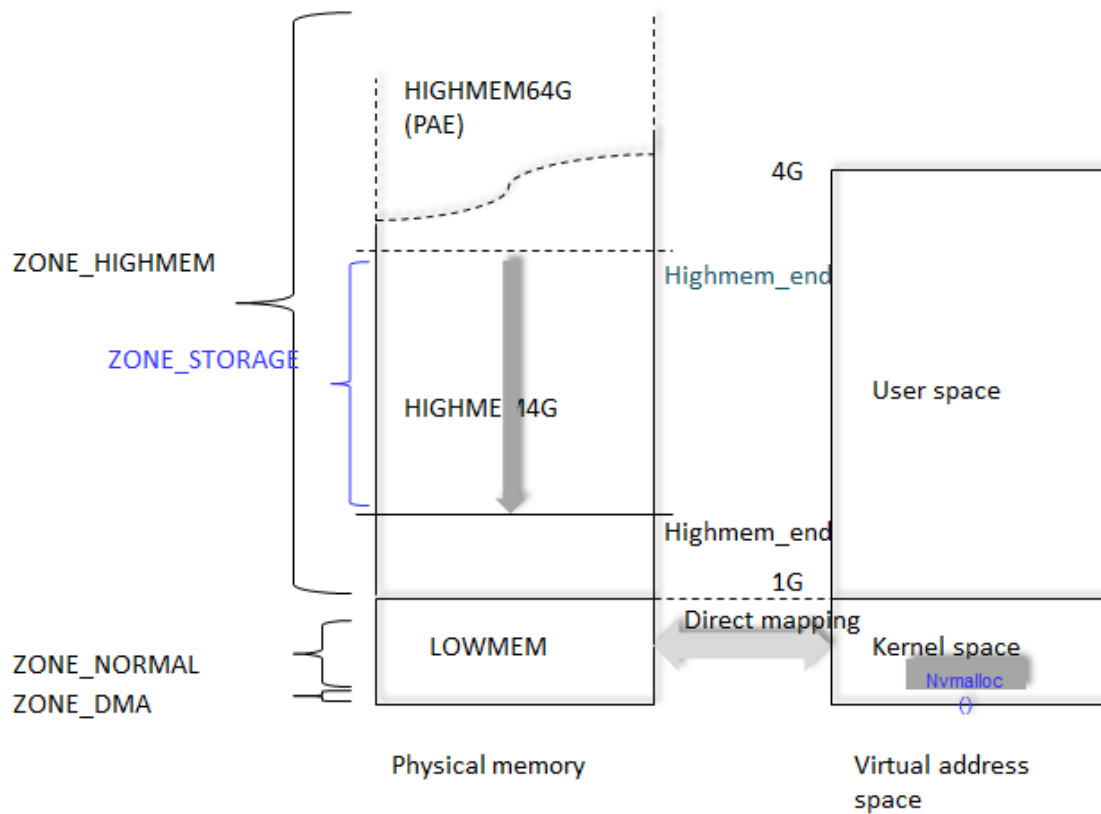 HIGHMEM64G
(PAE)
4G
ZONE_HIGHMEM
Highmem_end
ZONE_STORAGE
HIGHMEM4G
User space
Highmem_end
1G
Direct mapping
LOWMEM
Kernel space
ZONE_NORMAL
Nvmalloc
()
ZONE_DMA
Physical memory
Virtual address
space